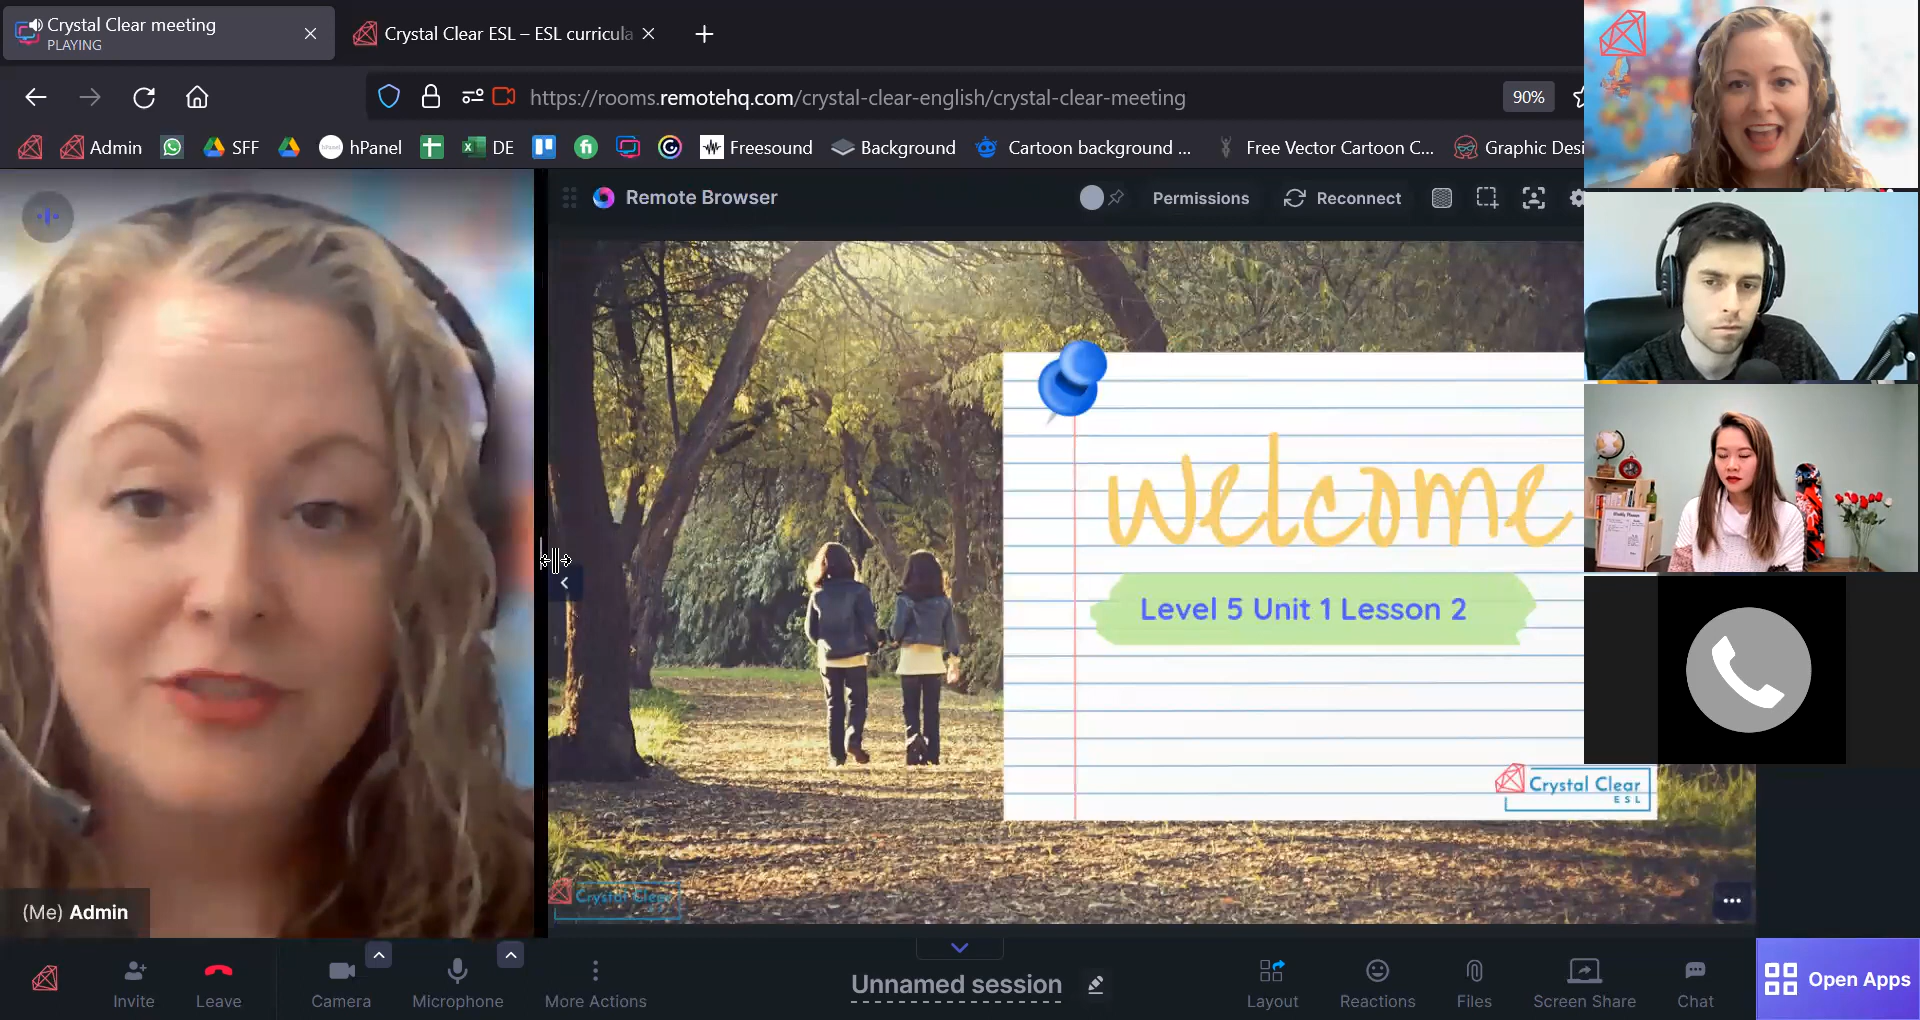 Crystal Clear meeting
PLAYING
Crystal Clear ESL – ESL curricula
https://rooms.remotehq.com/crystal-clear-english/crystal-clear-meeting
90%
Admin
SFF
hPanel
DE
Freesound
Background
Cartoon background ...
Free Vector Cartoon C...
Graphic Desi
Remote Browser
Permissions
Reconnect
welcome
Level 5 Unit 1 Lesson 2
Crystal Clear
ESL
Crystal Clear
(Me) Admin
Invite
Leave
Camera
Microphone
More Actions
Unnamed session
Layout
Reactions
Files
Screen Share
Chat
Open Apps